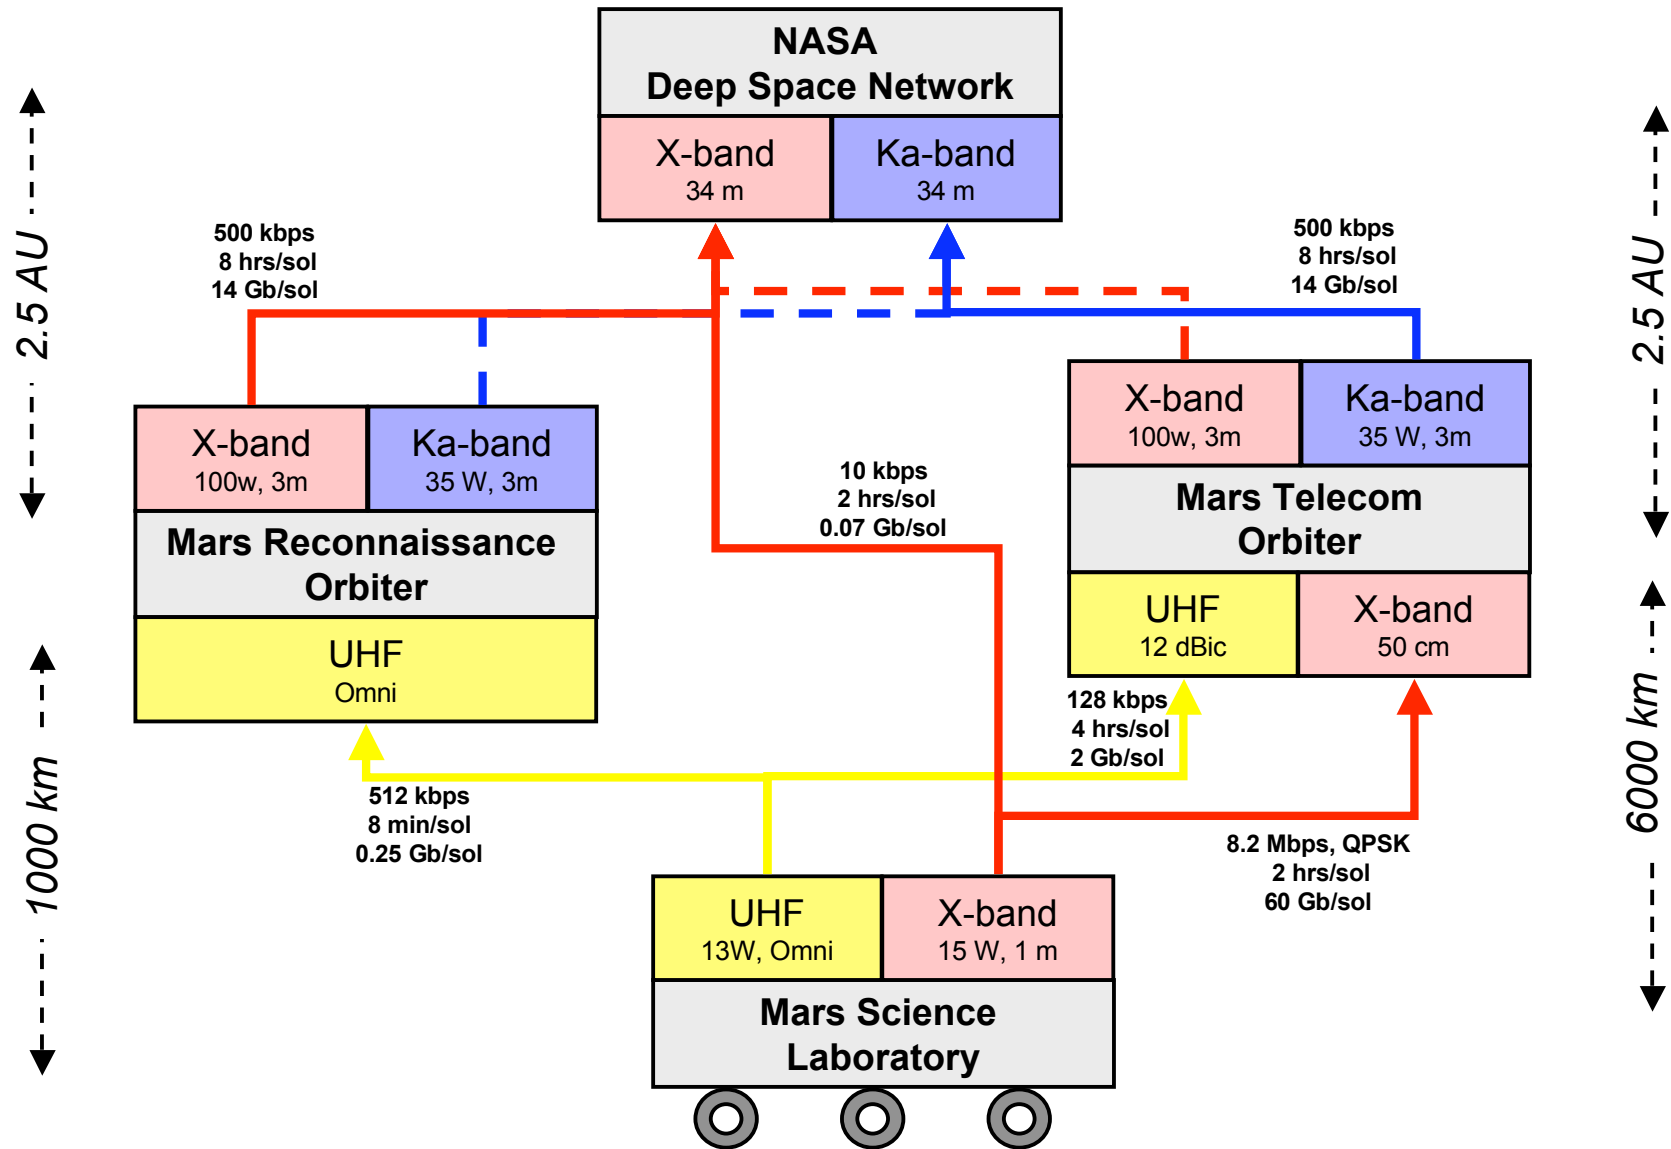 NASA
Deep Space Network
X-band
34 m
Ka-band
34 m
2.5 AU
500 kbps
8 hrs/sol
14 Gb/sol
500 kbps
8 hrs/sol
14 Gb/sol
2.5 AU
X-band
100w, 3m
Ka-band
35 W, 3m
Mars Reconnaissance
Orbiter
UHF
Omni
10 kbps
2 hrs/sol
0.07 Gb/sol
X-band
100w, 3m
Ka-band
35 W, 3m
Mars Telecom
Orbiter
UHF
12 dBic
X-band
50 cm
1000 km
512 kbps
8 min/sol
0.25 Gb/sol
128 kbps
4 hrs/sol
2 Gb/sol
8.2 Mbps, QPSK
2 hrs/sol
60 Gb/sol
6000 km
UHF
13W, Omni
X-band
15 W, 1 m
Mars Science
Laboratory